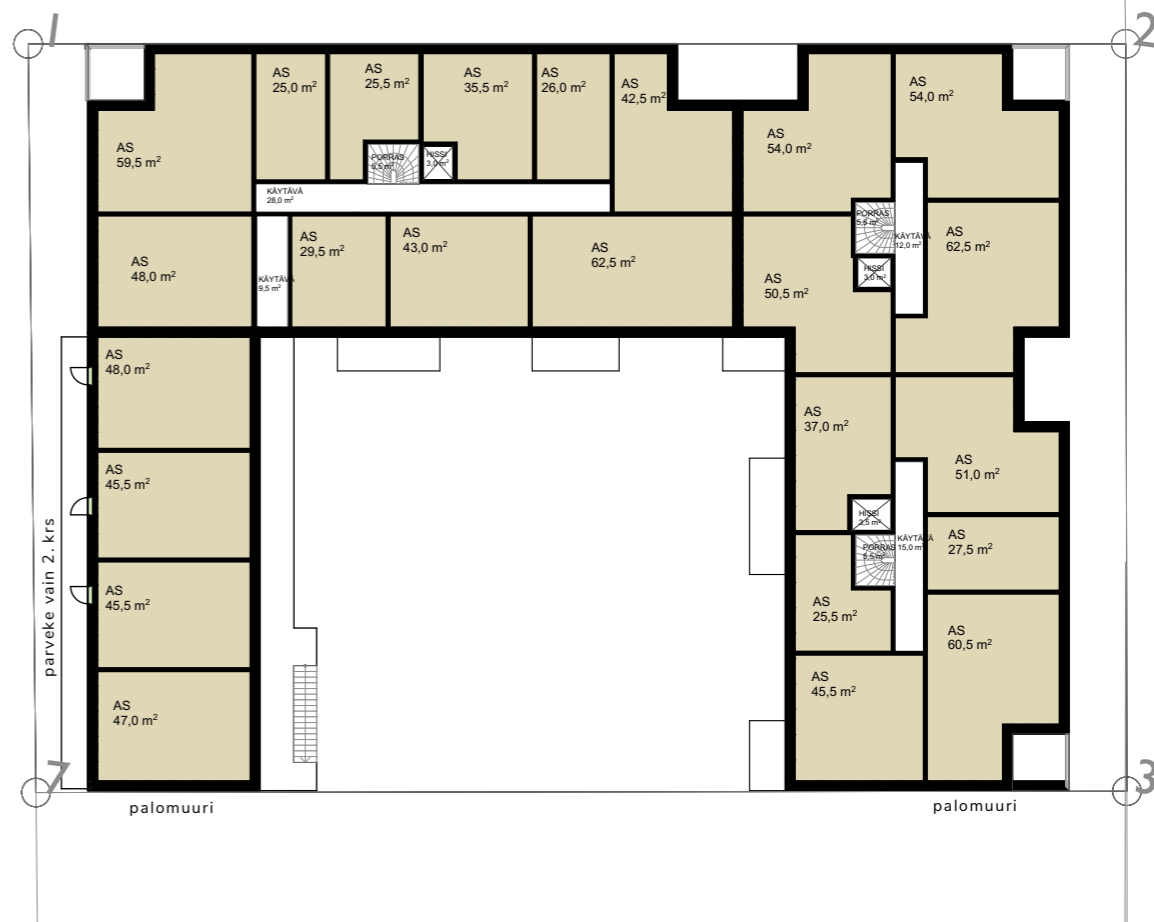 1
2
AS
25,0 m²
AS
25,5 m²
AS
35,5 m²
AS
26,0 m²
AS
42,5 m²
AS
54,0 m²
AS
54,0 m²
AS
59,5 m²
PORRAS
5,5 m²
HISSI
3,0 m²
KÄYTÄVÄ
28,0 m²
AS
48,0 m²
KÄYTÄVÄ
9,5 m²
AS
29,5 m²
AS
43,0 m²
AS
62,5 m²
PORRAS
5,5 m²
KÄYTÄVÄ
12,0 m²
AS
62,5 m²
HISSI
3,0 m²
AS
50,5 m²
AS
48,0 m²
AS
45,5 m²
AS
45,5 m²
AS
47,0 m²
parveke vain 2. krs
AS
37,0 m²
AS
51,0 m²
HISSI
3,5 m²
PORRAS
5,5 m²
KÄYTÄVÄ
15,0 m²
AS
27,5 m²
AS
25,5 m²
AS
60,5 m²
AS
45,5 m²
7
3
palomuuri
palomuuri